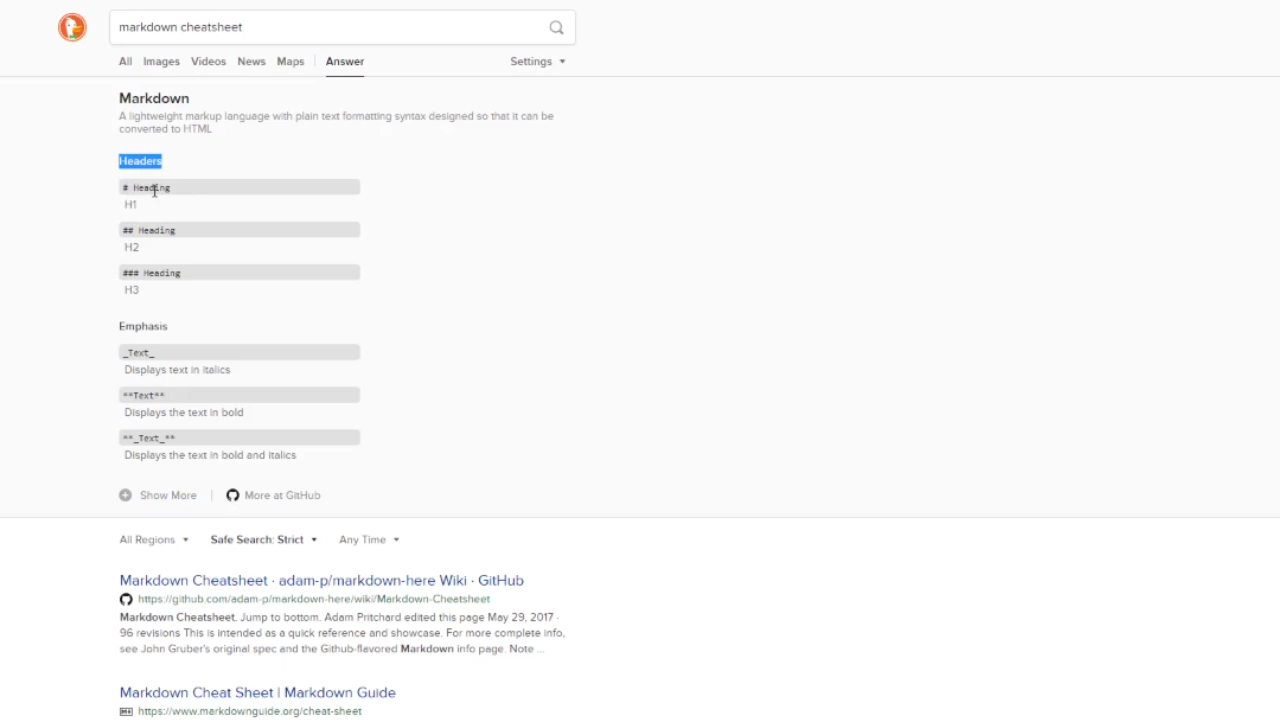 markdown cheatsheet
All Images Videos News Maps Answer Settings
Markdown
A lightweight markup language with plain text formatting syntax designed so that it can be
converted to HTML
Headers
# Heading
H1
## Heading
H2
### Heading
H3
Emphasis
_Text_
Displays text in italics
**Text**
Displays the text in bold
**_Text_**
Displays the text in bold and italics
Show More More at GitHub
All Regions Safe Search: Strict Any Time
Markdown Cheatsheet · adam-p/markdown-here Wiki · GitHub
https://github.com/adam-p/markdown-here/wiki/Markdown-Cheatsheet
Markdown Cheatsheet. Jump to bottom. Adam Pritchard edited this page May 29, 2017 ·
96 revisions This is intended as a quick reference and showcase. For more complete info,
see John Gruber's original spec and the Github-flavored Markdown info page. Note ...
Markdown Cheat Sheet | Markdown Guide
https://www.markdownguide.org/cheat-sheet